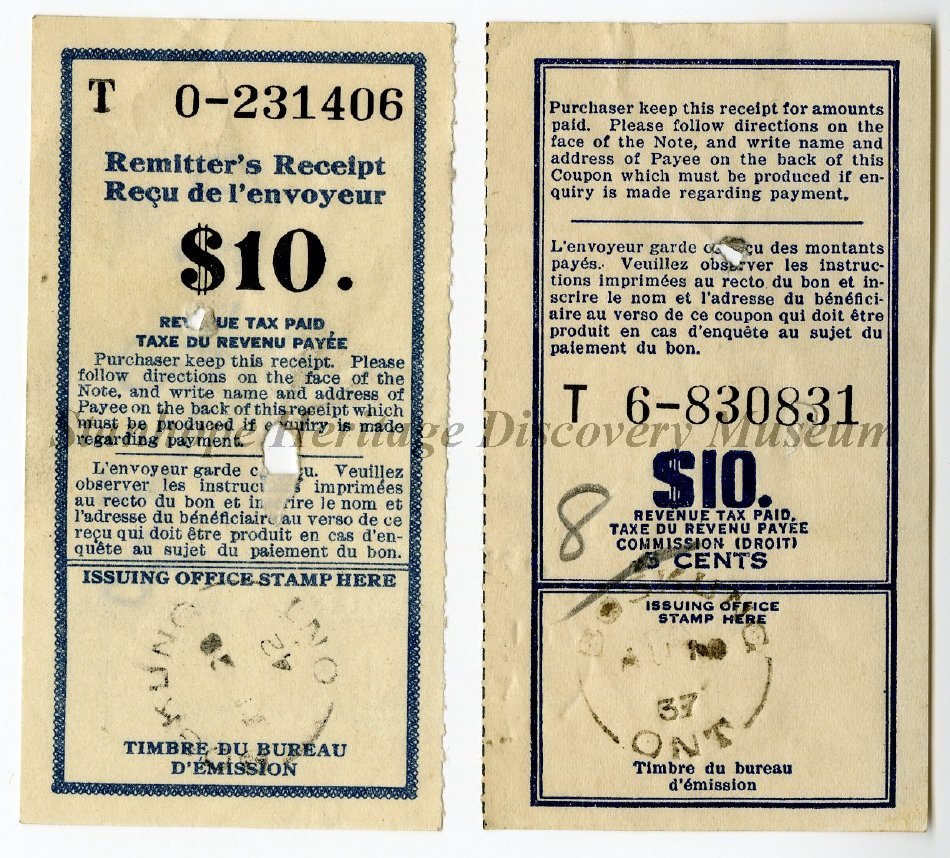 T 0-231406
Remitter's Receipt
Reçu de l'envoyeur
$10.
REVENUE TAX PAID
TAXE DU REVENU PAYÉE
Purchaser keep this receipt. Please
follow directions on the face of the
Note, and write name and address of
Payee on the back of this receipt which
must be produced if enquiry is made
regarding payment.
L'envoyeur garde ce reçu. Veuillez
observer les instructions imprimées
au recto du bon et inscrire le nom et
l'adresse du bénéficiaire au verso de ce
reçu qui doit être produit en cas d'en-
quête au sujet du paiement du bon.
ISSUING OFFICE STAMP HERE
ONT
42
TIMBRE DU BUREAU
D'ÉMISSION
Purchaser keep this receipt for amounts
paid. Please follow directions on the
face of the Note, and write name and
address of Payee on the back of this
Coupon which must be produced if en-
quiry is made regarding payment.
L'envoyeur garde ce reçu des montants
payés. Veuillez observer les instruc-
tions imprimées au recto du bon et in-
scrire le nom et l'adresse du bénéfici-
aire au verso de ce coupon qui doit être
produit en cas d'enquête au sujet du
paiement du bon.
T 6-830831
$10.
REVENUE TAX PAID,
TAXE DU REVENU PAYÉE
COMMISSION (DROIT)
3 CENTS
8
ISSUING OFFICE
STAMP HERE
37
ONT
Timbre du bureau
d'émission
Heritage Discovery Museum